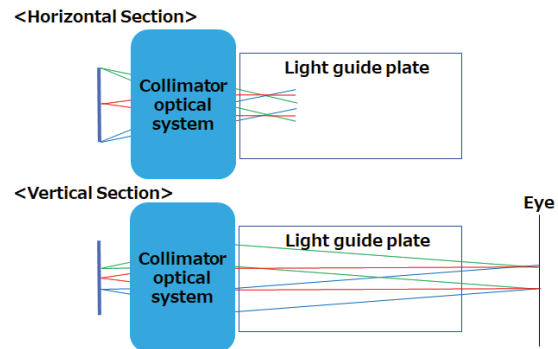 <Horizontal Section>
Collimator
optical
system
Light guide plate
<Vertical Section>
Eye
Collimator
optical
system
Light guide plate